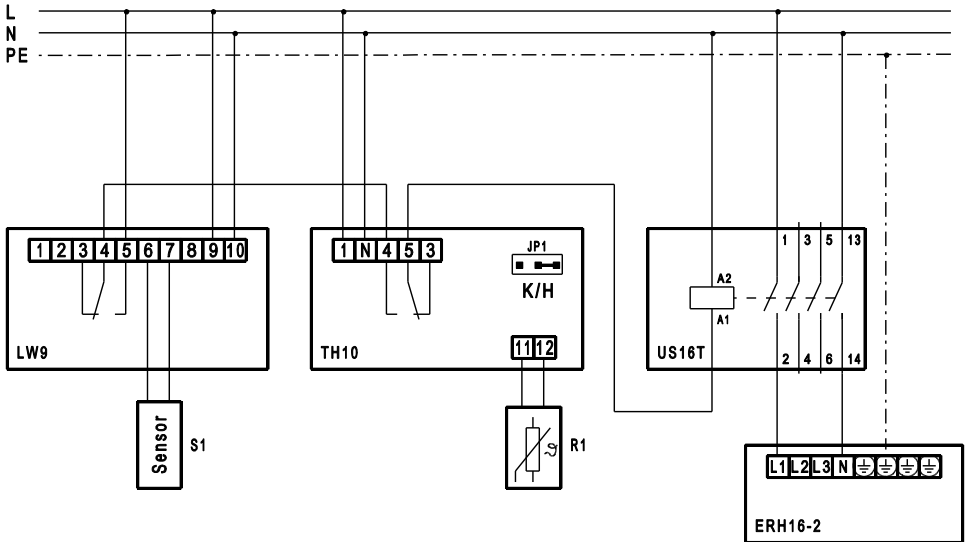 L
N
PE
1 2 3 4 5 6 7 8 9 10
LW9
Sensor
S1
1 N 4 5 3
JP1
K/H
TH10
11 12
ϑ
R1
1 3 5 13
A2
A1
US16T
2 4 6 14
L1 L2 L3 N
ERH16-2